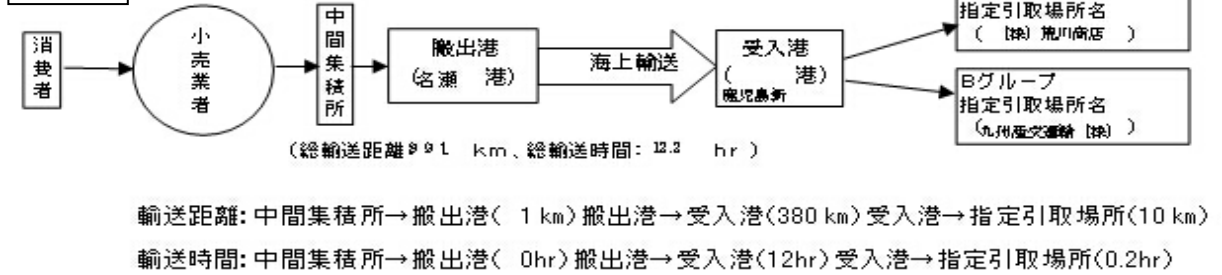 消費者
小売業者
中間集積所
搬出港
(名瀬 港)
海上輸送
受入港
( 港)
鹿児島新
指定引取場所名
( (株) 荒川商店 )
Bグループ
指定引取場所名
(九州産交運輸 (株) )
(総輸送距離 391 km、総輸送時間: 12.2 hr )
輸送距離: 中間集積所→搬出港( 1 km) 搬出港→受入港(380 km) 受入港→指定引取場所(10 km)
輸送時間: 中間集積所→搬出港( 0hr) 搬出港→受入港(12hr) 受入港→指定引取場所(0.2hr)